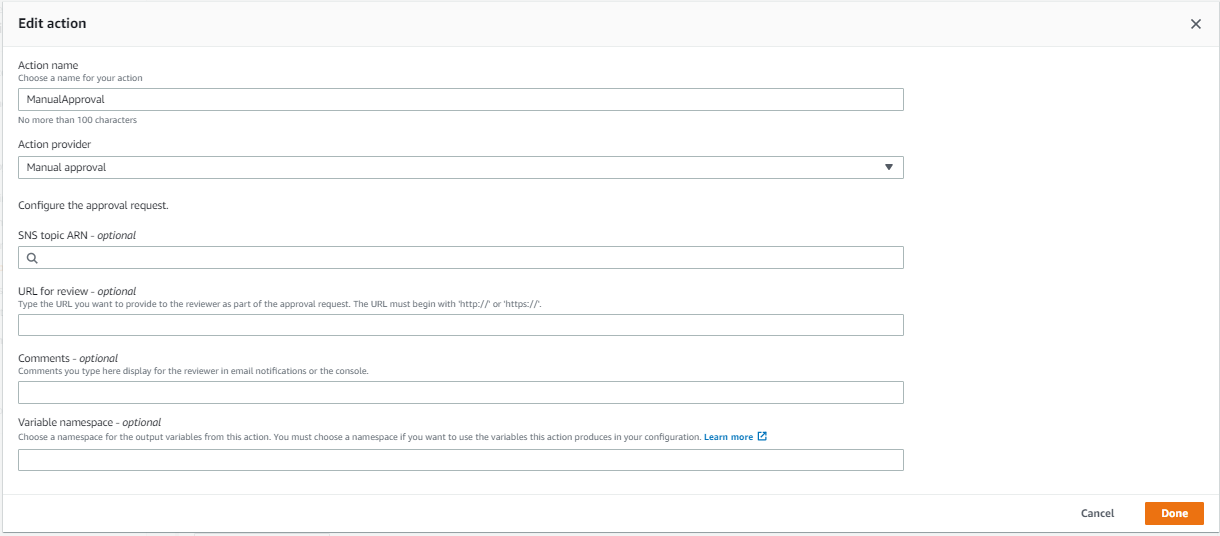 Edit action
Action name
Choose a name for your action
ManualApproval
No more than 100 characters
Action provider
Manual approval
Configure the approval request.
SNS topic ARN - optional
URL for review - optional
Type the URL you want to provide to the reviewer as part of the approval request. The URL must begin with 'http://' or 'https://'.
Comments - optional
Comments you type here display for the reviewer in email notifications or the console.
Variable namespace - optional
Choose a namespace for the output variables from this action. You must choose a namespace if you want to use the variables this action produces in your configuration. Learn more
Cancel Done